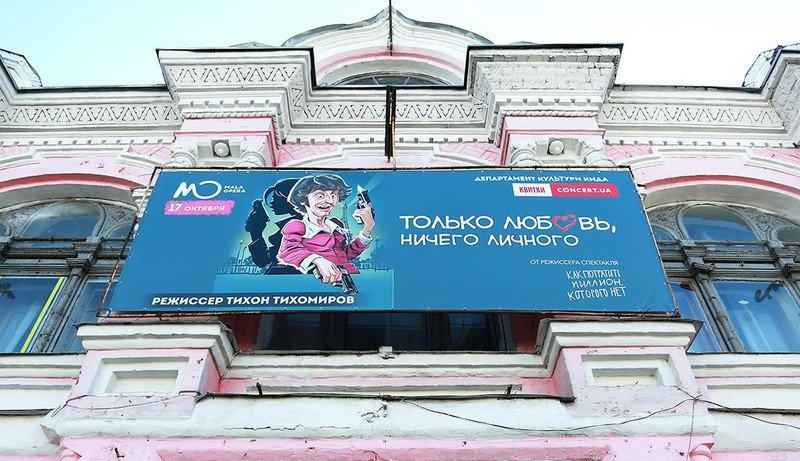 MO MALA OPERA
17 ОКТЯБРЯ
РЕЖИССЕР ТИХОН ТИХОМИРОВ
ДЕПАРТАМЕНТ КУЛЬТУРИ КМДА
КВИТКИ CONCERT.UA
ТОЛЬКО ЛЮБОВЬ,
НИЧЕГО ЛИЧНОГО
ОТ РЕЖИССЕРА СПЕКТАКЛЯ
КАК ПОТРАТИТЬ
МИЛЛИОН,
КОТОРОГО НЕТ